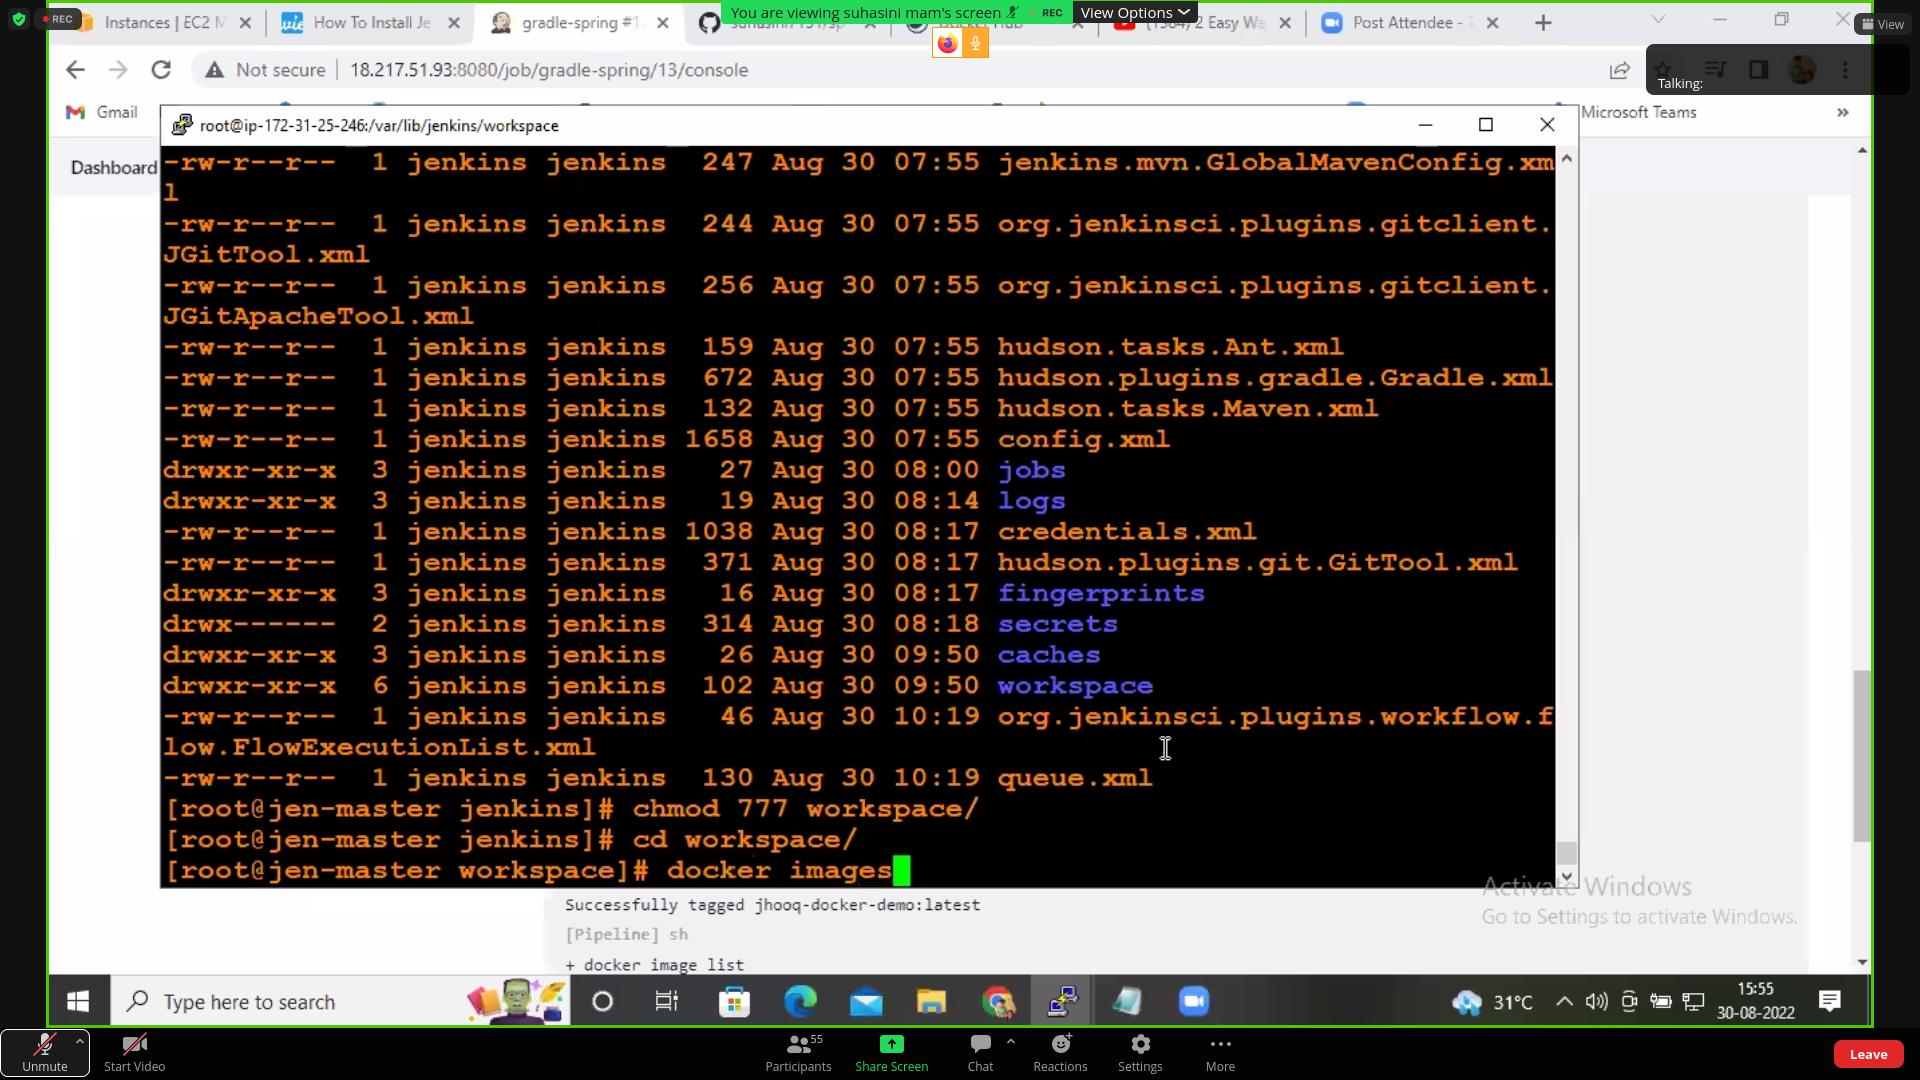 REC
You are viewing suhasini mam's screen
REC
View Options
View
Instances | EC2 M
How To Install Je
gradle-spring #1
Post Attendee -
Talking:
Not secure
18.217.51.93:8080/job/gradle-spring/13/console
Gmail
Microsoft Teams
»
Dashboard
root@ip-172-31-25-246:/var/lib/jenkins/workspace
-rw-r--r-- 1 jenkins jenkins 247 Aug 30 07:55 jenkins.mvn.GlobalMavenConfig.xm
l
-rw-r--r-- 1 jenkins jenkins 244 Aug 30 07:55 org.jenkinsci.plugins.gitclient.
JGitTool.xml
-rw-r--r-- 1 jenkins jenkins 256 Aug 30 07:55 org.jenkinsci.plugins.gitclient.
JGitApacheTool.xml
-rw-r--r-- 1 jenkins jenkins 159 Aug 30 07:55 hudson.tasks.Ant.xml
-rw-r--r-- 1 jenkins jenkins 672 Aug 30 07:55 hudson.plugins.gradle.Gradle.xml
-rw-r--r-- 1 jenkins jenkins 132 Aug 30 07:55 hudson.tasks.Maven.xml
-rw-r--r-- 1 jenkins jenkins 1658 Aug 30 07:55 config.xml
drwxr-xr-x 3 jenkins jenkins 27 Aug 30 08:00 jobs
drwxr-xr-x 3 jenkins jenkins 19 Aug 30 08:14 logs
-rw-r--r-- 1 jenkins jenkins 1038 Aug 30 08:17 credentials.xml
-rw-r--r-- 1 jenkins jenkins 371 Aug 30 08:17 hudson.plugins.git.GitTool.xml
drwxr-xr-x 3 jenkins jenkins 16 Aug 30 08:17 fingerprints
drwx------ 2 jenkins jenkins 314 Aug 30 08:18 secrets
drwxr-xr-x 3 jenkins jenkins 26 Aug 30 09:50 caches
drwxr-xr-x 6 jenkins jenkins 102 Aug 30 09:50 workspace
-rw-r--r-- 1 jenkins jenkins 46 Aug 30 10:19 org.jenkinsci.plugins.workflow.f
low.FlowExecutionList.xml
-rw-r--r-- 1 jenkins jenkins 130 Aug 30 10:19 queue.xml
[root@jen-master jenkins]# chmod 777 workspace/
[root@jen-master jenkins]# cd workspace/
[root@jen-master workspace]# docker images
Successfully tagged jhooq-docker-demo:latest
[Pipeline] sh
+ docker image list
Activate Windows
Go to Settings to activate Windows.
Type here to search
31°C
15:55
30-08-2022
Unmute
Start Video
55
Participants
Share Screen
Chat
Reactions
Settings
More
Leave